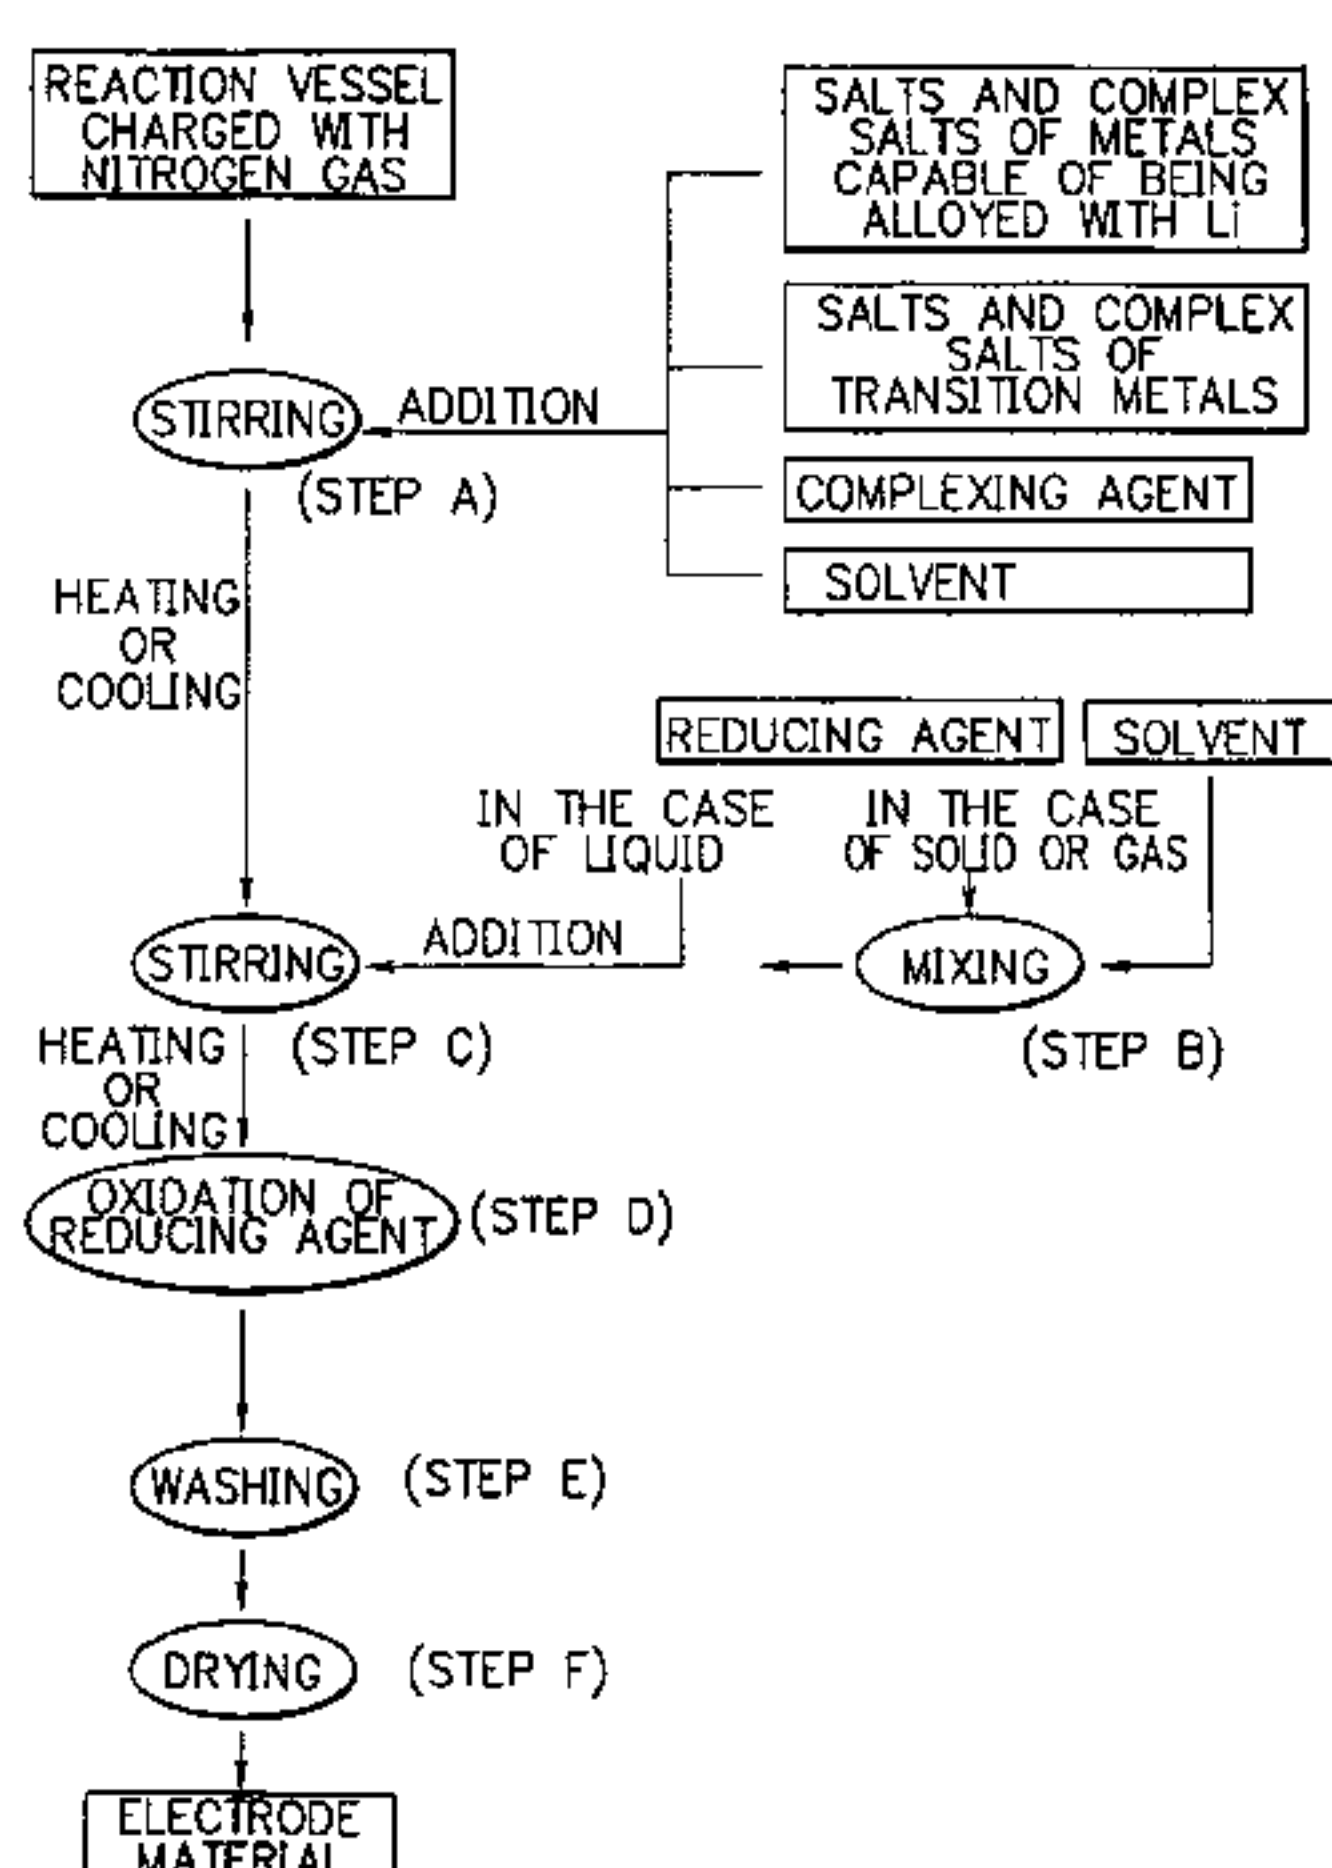 REACTION VESSEL
CHARGED WITH
NITROGEN GAS
SALTS AND COMPLEX
SALTS OF METALS
CAPABLE OF BEING
ALLOYED WITH Li
SALTS AND COMPLEX
SALTS OF
TRANSITION METALS
STIRRING
ADDITION
(STEP A)
COMPLEXING AGENT
SOLVENT
HEATING
OR
COOLING
REDUCING AGENT
SOLVENT
IN THE CASE
OF LIQUID
IN THE CASE
OF SOLID OR GAS
STIRRING
ADDITION
MIXING
(STEP C)
(STEP B)
HEATING
OR
COOLING
OXIDATION OF
REDUCING AGENT
(STEP D)
WASHING
(STEP E)
DRYING
(STEP F)
ELECTRODE
MATERIAL